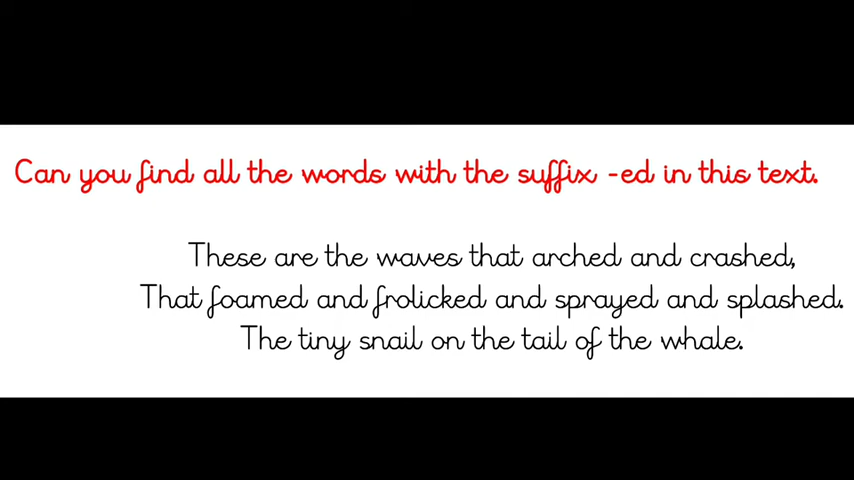 Can you find all the words with the suffix -ed in this text.
These are the waves that arched and crashed,
That foamed and frolicked and sprayed and splashed.
The tiny snail on the tail of the whale.